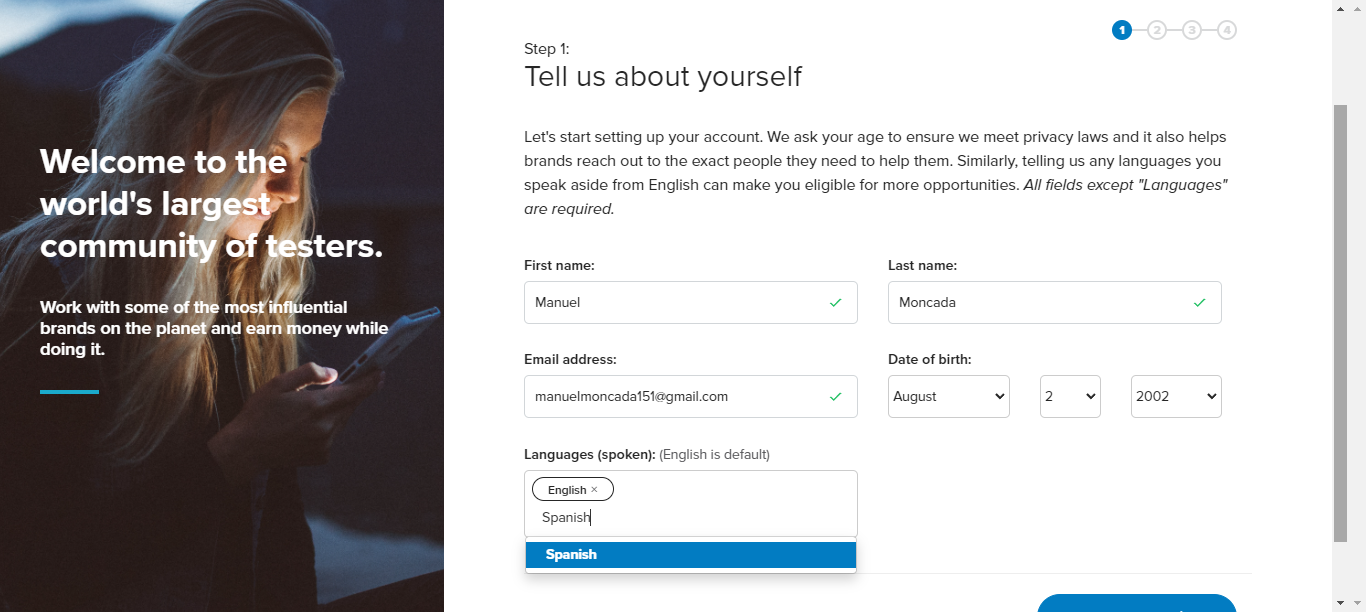 Welcome to the
world's largest
community of testers.
Work with some of the most influential
brands on the planet and earn money while
doing it.
1 2 3 4
Step 1:
Tell us about yourself
Let's start setting up your account. We ask your age to ensure we meet privacy laws and it also helps
brands reach out to the exact people they need to help them. Similarly, telling us any languages you
speak aside from English can make you eligible for more opportunities. All fields except "Languages"
are required.
First name: Last name:
Manuel Moncada
Email address: Date of birth:
manuelmoncada151@gmail.com August 2 2002
Languages (spoken): (English is default)
English ×
Spanish
Spanish